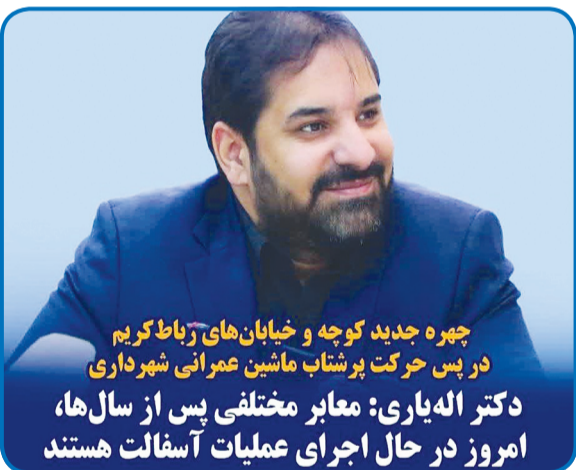 چهره جدید کوچه و خیابان‌های رباط‌کریم
در پس حرکت پرشتاب ماشین عمرانی شهرداری
دکتر اله‌یاری: معابر مختلفی پس از سال‌ها،
امروز در حال اجرای عملیات آسفالت هستند